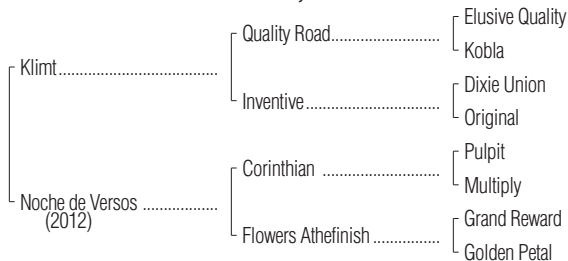 Elusive Quality
Quality Road
Kobla
Klimt
Dixie Union
Inventive
Original
Pulpit
Corinthian
Multiply
Noche de Versos
(2012)
Grand Reward
Flowers Athefinish
Golden Petal